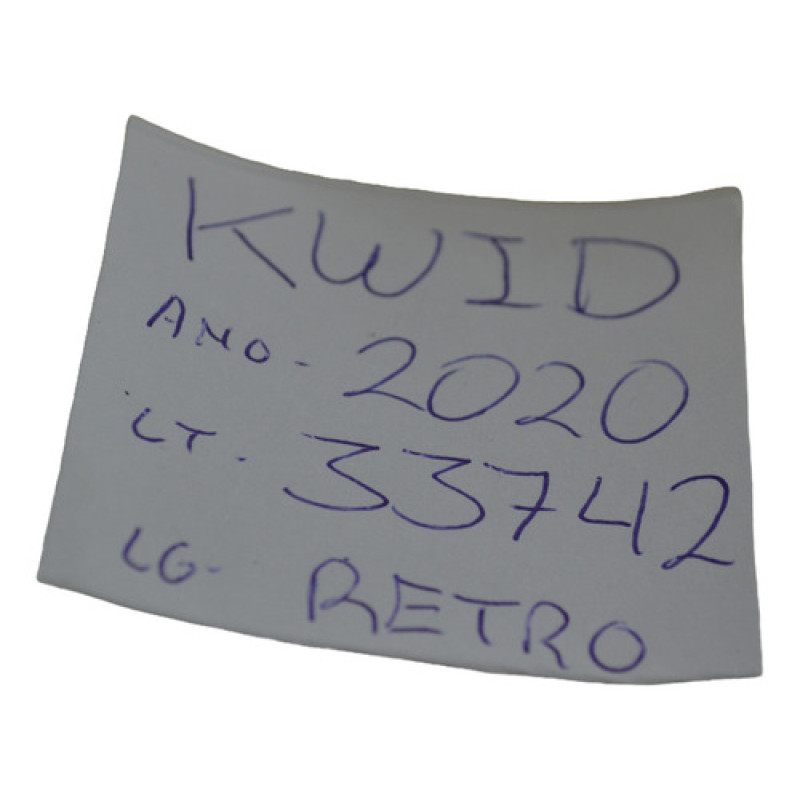 KWID
ANO - 2020
LT - 33742
LG - RETRO